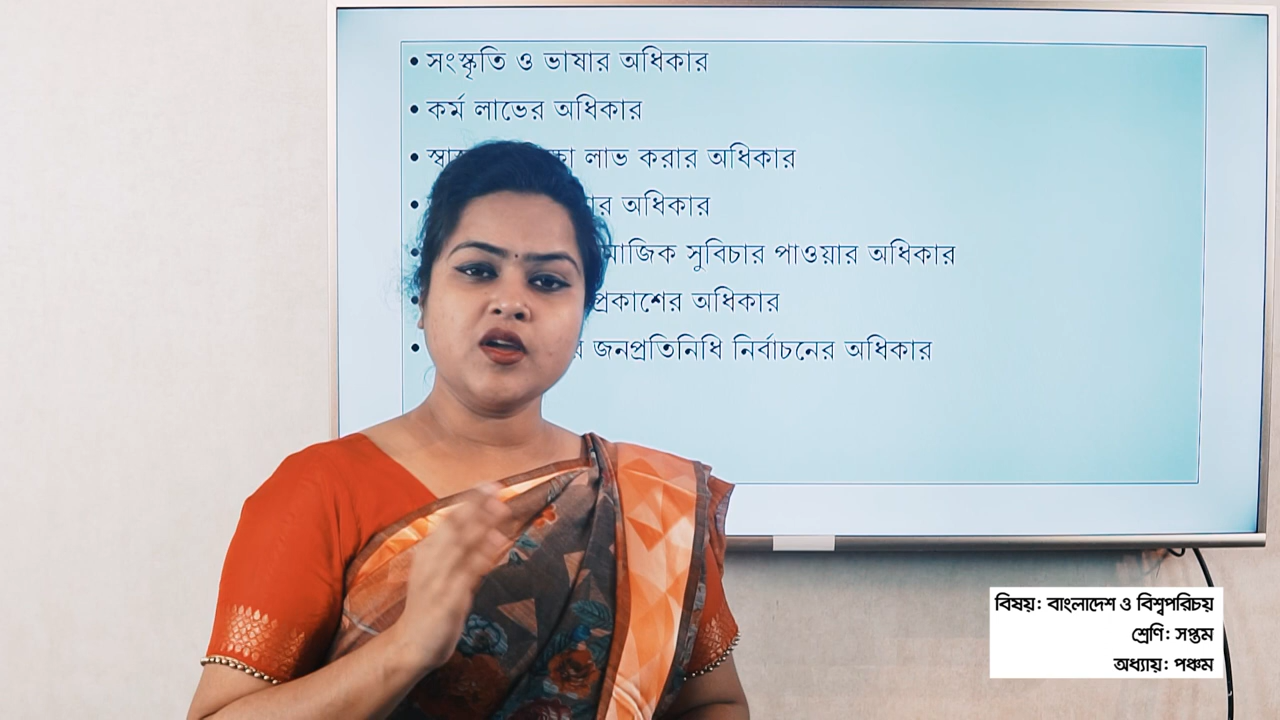 • সংস্কৃতি ও ভাষার অধিকার
• কর্ম লাভের অধিকার
• লাভ করার অধিকার
• অধিকার
• সুবিচার পাওয়ার অধিকার
• প্রকাশের অধিকার
• জনপ্রতিনিধি নির্বাচনের অধিকার
বিষয়: বাংলাদেশ ও বিশ্বপরিচয়
শ্রেণি: সপ্তম
অধ্যায়: পঞ্চম